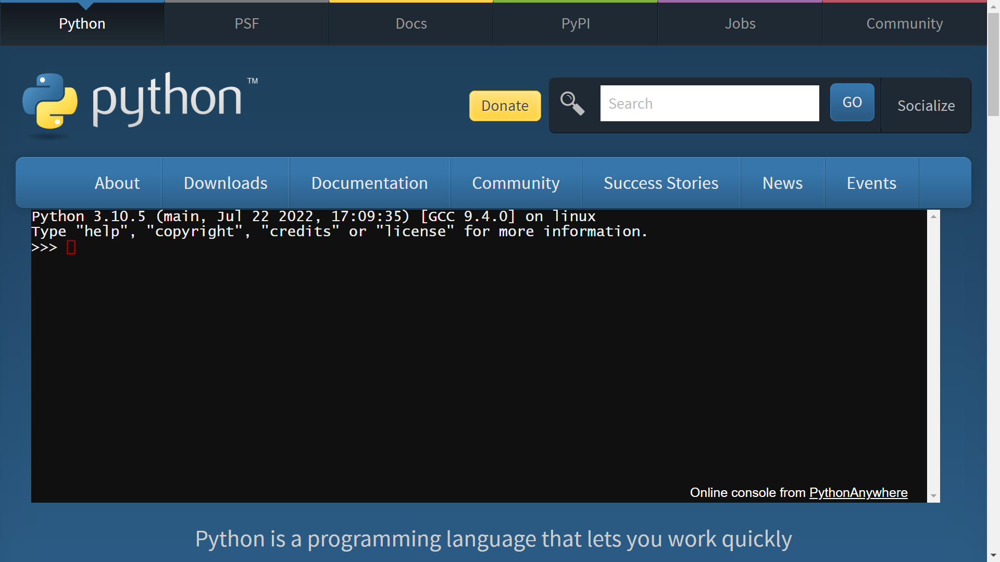 Python PSF Docs PyPI Jobs Community
python TM Donate Search GO Socialize
About Downloads Documentation Community Success Stories News Events
Python 3.10.5 (main, Jul 22 2022, 17:09:35) [GCC 9.4.0] on linux
Type "help", "copyright", "credits" or "license" for more information.
>>>
Online console from PythonAnywhere
Python is a programming language that lets you work quickly